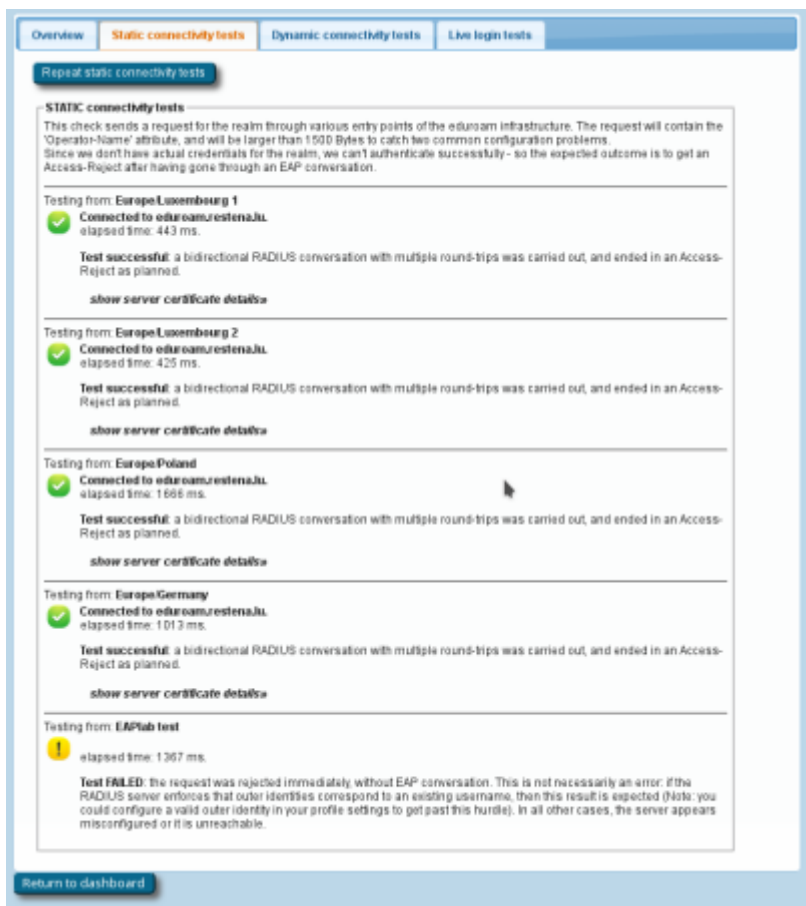 Overview
Static connectivity tests
Dynamic connectivity tests
Live login tests
Repeat static connectivity tests
STATIC connectivity tests
This check sends a request for the realm through various entry points of the eduroam infrastructure. The request will contain the
'Operator-Name' attribute, and will be larger than 1500 Bytes to catch two common configuration problems.
Since we don't have actual credentials for the realm, we can't authenticate successfully - so the expected outcome is to get an
Access-Reject after having gone through an EAP conversation.
Testing from: Europe/Luxembourg 1
Connected to eduroam.restena.lu.
elapsed time: 443 ms.
Test successful: a bidirectional RADIUS conversation with multiple round-trips was carried out, and ended in an Access-
Reject as planned.
show server certificate details»
Testing from: Europe/Luxembourg 2
Connected to eduroam.restena.lu.
elapsed time: 425 ms.
Test successful: a bidirectional RADIUS conversation with multiple round-trips was carried out, and ended in an Access-
Reject as planned.
show server certificate details»
Testing from: Europe/Poland
Connected to eduroam.restena.lu.
elapsed time: 1666 ms.
Test successful: a bidirectional RADIUS conversation with multiple round-trips was carried out, and ended in an Access-
Reject as planned.
show server certificate details»
Testing from: Europe/Germany
Connected to eduroam.restena.lu.
elapsed time: 1013 ms.
Test successful: a bidirectional RADIUS conversation with multiple round-trips was carried out, and ended in an Access-
Reject as planned.
show server certificate details»
Testing from: EAPlab test
elapsed time: 1367 ms.
Test FAILED: the request was rejected immediately, without EAP conversation. This is not necessarily an error: if the
RADIUS server enforces that outer identities correspond to an existing username, then this result is expected (Note: you
could configure a valid outer identity in your profile settings to get past this hurdle). In all other cases, the server appears
misconfigured or it is unreachable.
Return to dashboard